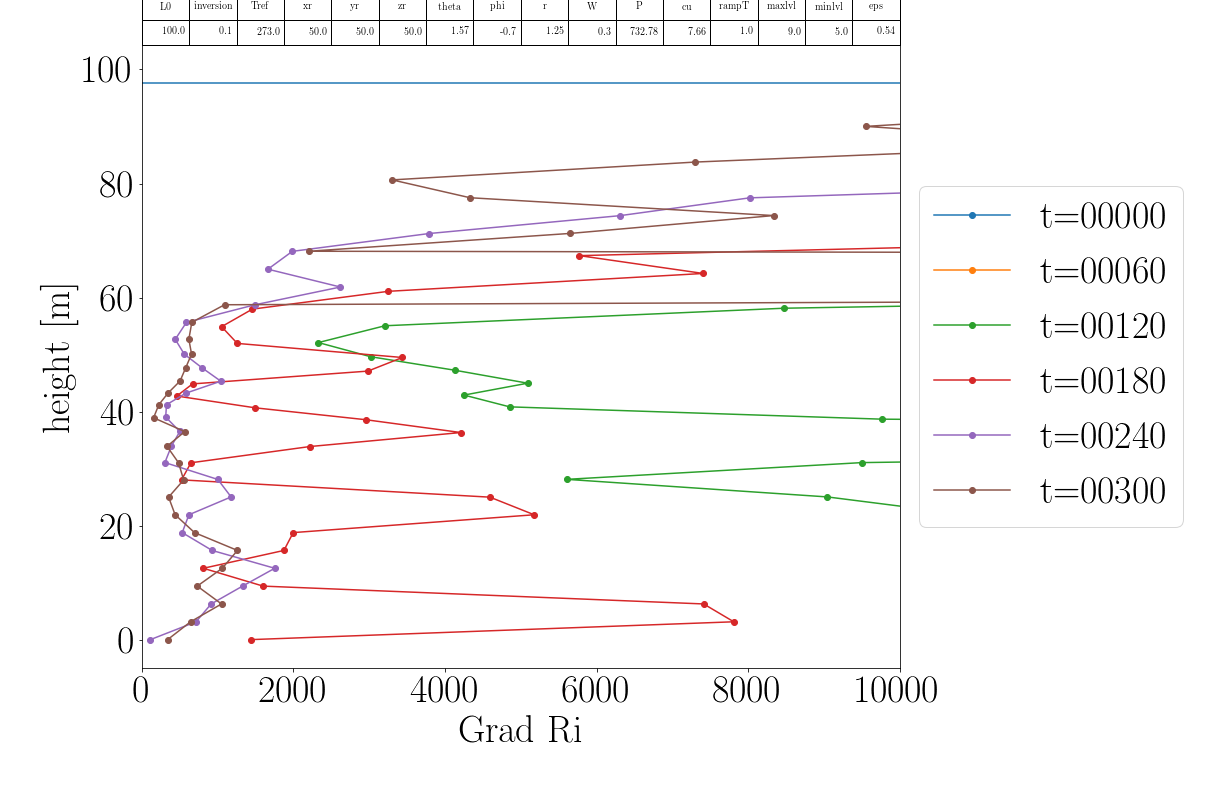 L0 inversion Tref xr yr zr theta phi r W P cu rampT maxlvl minlvl eps
100.0 0.1 273.0 50.0 50.0 50.0 1.57 -0.7 1.25 0.3 732.78 7.66 1.0 9.0 5.0 0.54
100
80
60
40
20
0
height [m]
0 2000 4000 6000 8000 10000
Grad Ri
t=00000
t=00060
t=00120
t=00180
t=00240
t=00300